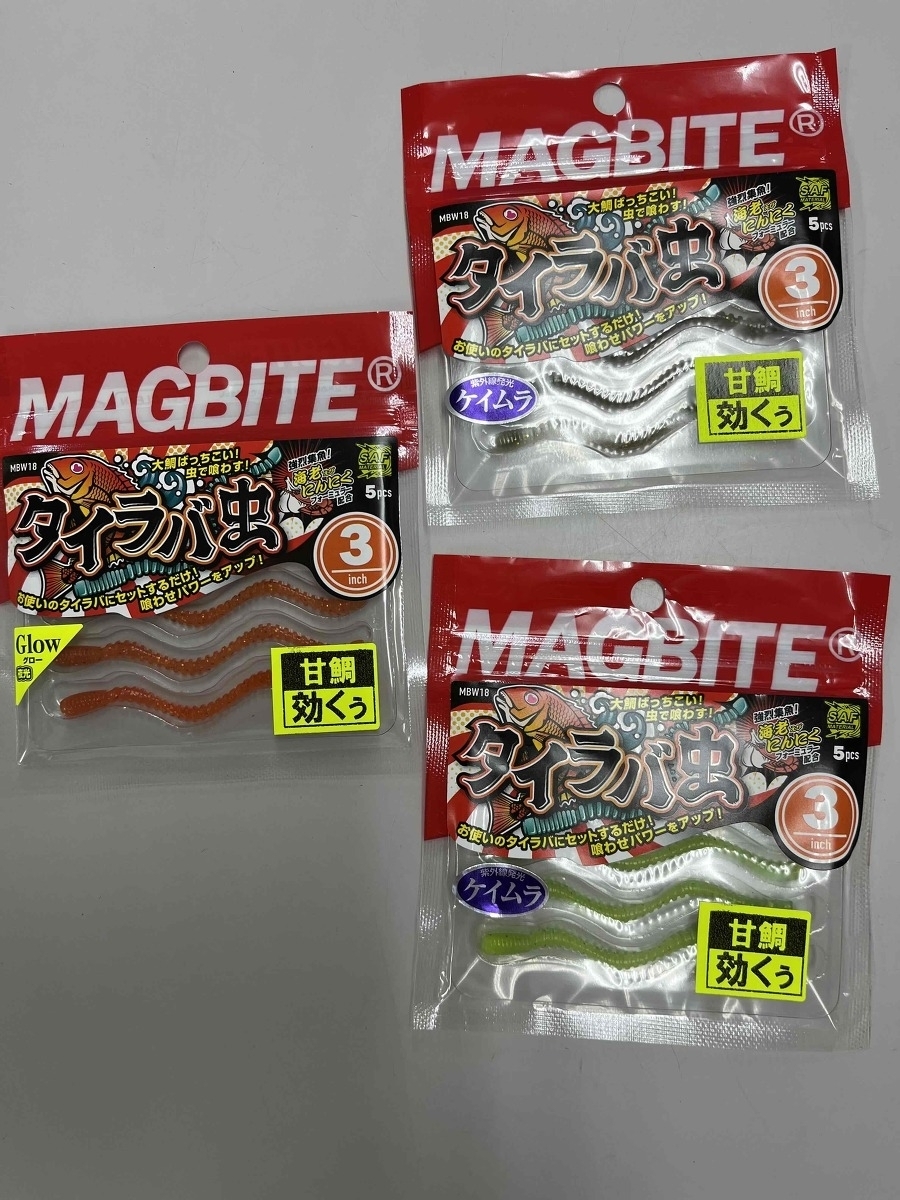 MAGBITE®
MBW18
大鯛ばっちこい!
虫で喰わす!
強烈集魚!
海老&にんにく
フォーミュラー
配合
S.A.F
MATERIAL
5pcs
タイラバ虫
3
inch
お使いのタイラバにセットするだけ!
喰わせパワーをアップ!
紫外線発光
ケイムラ
甘鯛
効くぅ
MAGBITE®
MBW18
大鯛ばっちこい!
虫で喰わす!
強烈集魚!
海老&にんにく
フォーミュラー
配合
S.A.F
MATERIAL
5pcs
タイラバ虫
3
inch
お使いのタイラバにセットするだけ!
喰わせパワーをアップ!
Glow
グロー
夜光
甘鯛
効くぅ
MAGBITE®
MBW18
大鯛ばっちこい!
虫で喰わす!
強烈集魚!
海老&にんにく
フォーミュラー
配合
S.A.F
MATERIAL
5pcs
タイラバ虫
3
inch
お使いのタイラバにセットするだけ!
喰わせパワーをアップ!
紫外線発光
ケイムラ
甘鯛
効くぅ